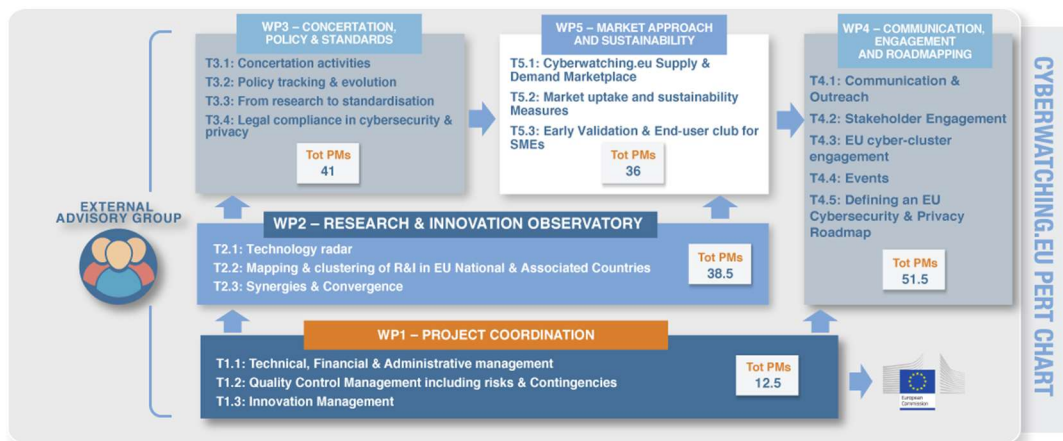 WP3 – CONCERTATION,
POLICY & STANDARDS
T3.1: Concertation activities
T3.2: Policy tracking & evolution
T3.3: From research to standardisation
T3.4: Legal compliance in cybersecurity &
privacy
Tot PMs
41
WP5 – MARKET APPROACH
AND SUSTAINABILITY
T5.1: Cyberwatching.eu Supply &
Demand Marketplace
T5.2: Market uptake and sustainability
Measures
T5.3: Early Validation & End-user club for
SMEs
Tot PMs
36
WP4 – COMMUNICATION,
ENGAGEMENT
AND ROADMAPPING
T4.1: Communication &
Outreach
T4.2: Stakeholder Engagement
T4.3: EU cyber-cluster
engagement
T4.4: Events
T4.5: Defining an EU
Cybersecurity & Privacy
Roadmap
Tot PMs
51.5
EXTERNAL
ADVISORY GROUP
WP2 – RESEARCH & INNOVATION OBSERVATORY
T2.1: Technology radar
T2.2: Mapping & clustering of R&I in EU National & Associated Countries
T2.3: Synergies & Convergence
Tot PMs
38.5
WP1 – PROJECT COORDINATION
T1.1: Technical, Financial & Administrative management
T1.2: Quality Control Management including risks & Contingencies
T1.3: Innovation Management
Tot PMs
12.5
European
Commission
CYBERWATCHING.EU PERT CHART